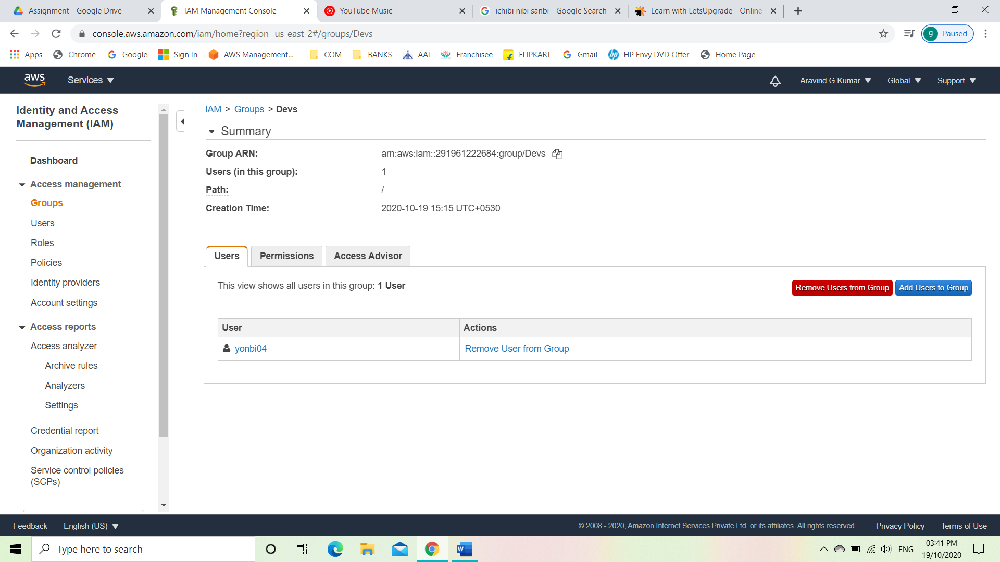 Assignment - Google Drive
IAM Management Console
YouTube Music
ichibi nibi sanbi - Google Search
Learn with LetsUpgrade - Online
console.aws.amazon.com/iam/home?region=us-east-2#/groups/Devs
g Paused
Apps Chrome Google Sign In AWS Management... COM BANKS AAI Franchisee FLIPKART Gmail HP Envy DVD Offer Home Page
aws Services Aravind G Kumar Global Support
Identity and Access
Management (IAM)
Dashboard
Access management
Groups
Users
Roles
Policies
Identity providers
Account settings
Access reports
Access analyzer
Archive rules
Analyzers
Settings
Credential report
Organization activity
Service control policies
(SCPs)
IAM > Groups > Devs
Summary
Group ARN: arn:aws:iam::291961222684:group/Devs
Users (in this group): 1
Path: /
Creation Time: 2020-10-19 15:15 UTC+0530
Users Permissions Access Advisor
This view shows all users in this group: 1 User
Remove Users from Group Add Users to Group
User Actions
yonbi04 Remove User from Group
Feedback English (US) © 2008 - 2020, Amazon Internet Services Private Ltd. or its affiliates. All rights reserved. Privacy Policy Terms of Use
Type here to search
W
ENG
03:41 PM
19/10/2020